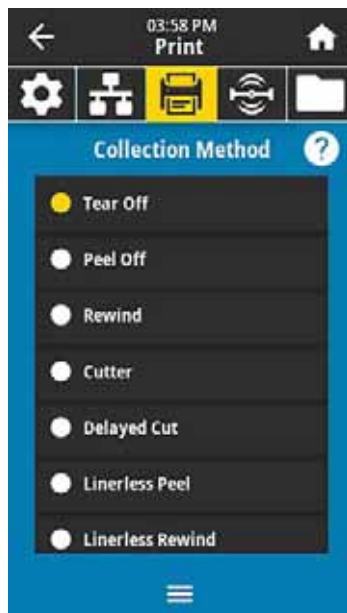 03:58 PM
Print
Collection Method
?
Tear Off
Peel Off
Rewind
Cutter
Delayed Cut
Linerless Peel
Linerless Rewind